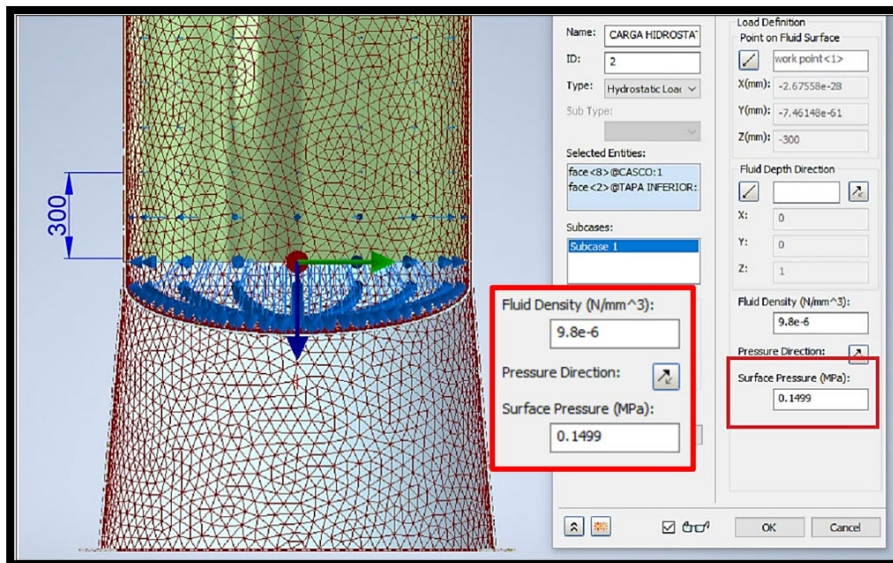 300
Name: CARGA HIDROSTA
ID: 2
Type: Hydrostatic Loa
Sub Type:
Selected Entities:
face<8>@CASCO:1
face<2>@TAPA INFERIOR:
Subcases:
Subcase 1
Load Definition
Point on Fluid Surface
work point<1>
X(mm): -2.67558e-28
Y(mm): -7.46148e-61
Z(mm): -300
Fluid Depth Direction
X: 0
Y: 0
Z: 1
Fluid Density (N/mm^3):
9.8e-6
Pressure Direction:
Surface Pressure (MPa):
0.1499
Fluid Density (N/mm^3):
9.8e-6
Pressure Direction:
Surface Pressure (MPa):
0.1499
OK
Cancel